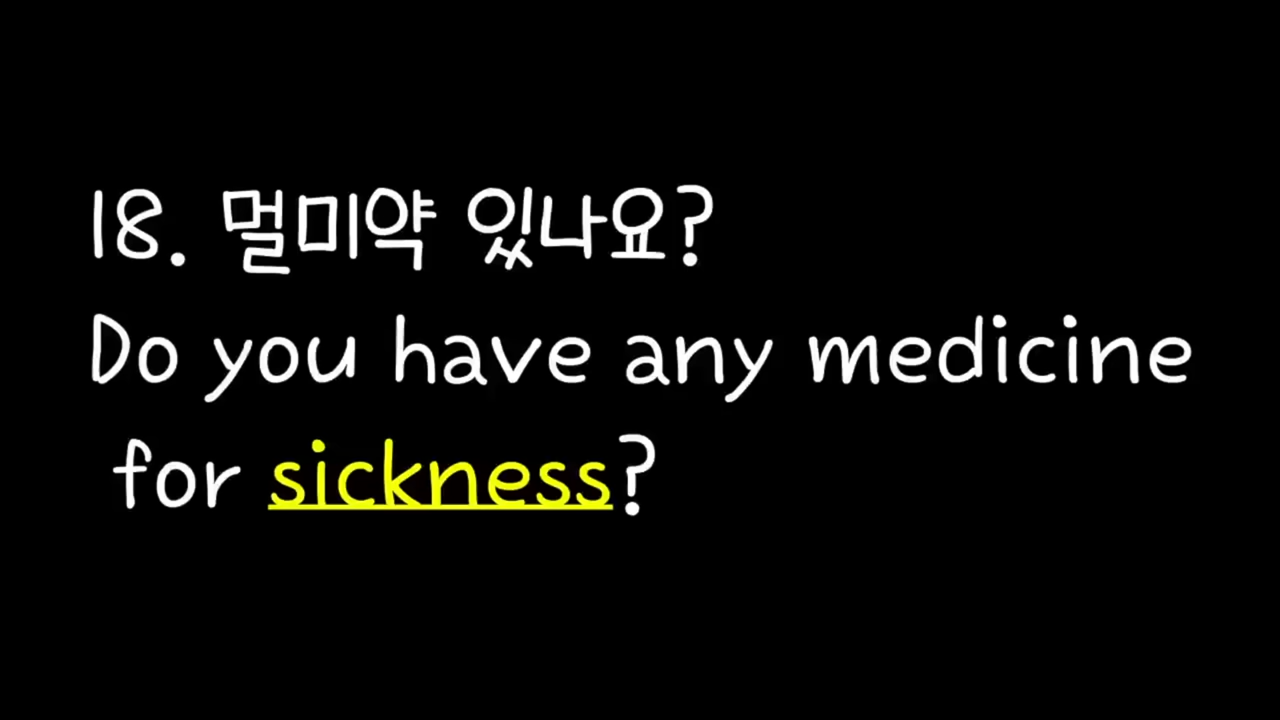 18. 멀미약 있나요?
Do you have any medicine
for sickness?